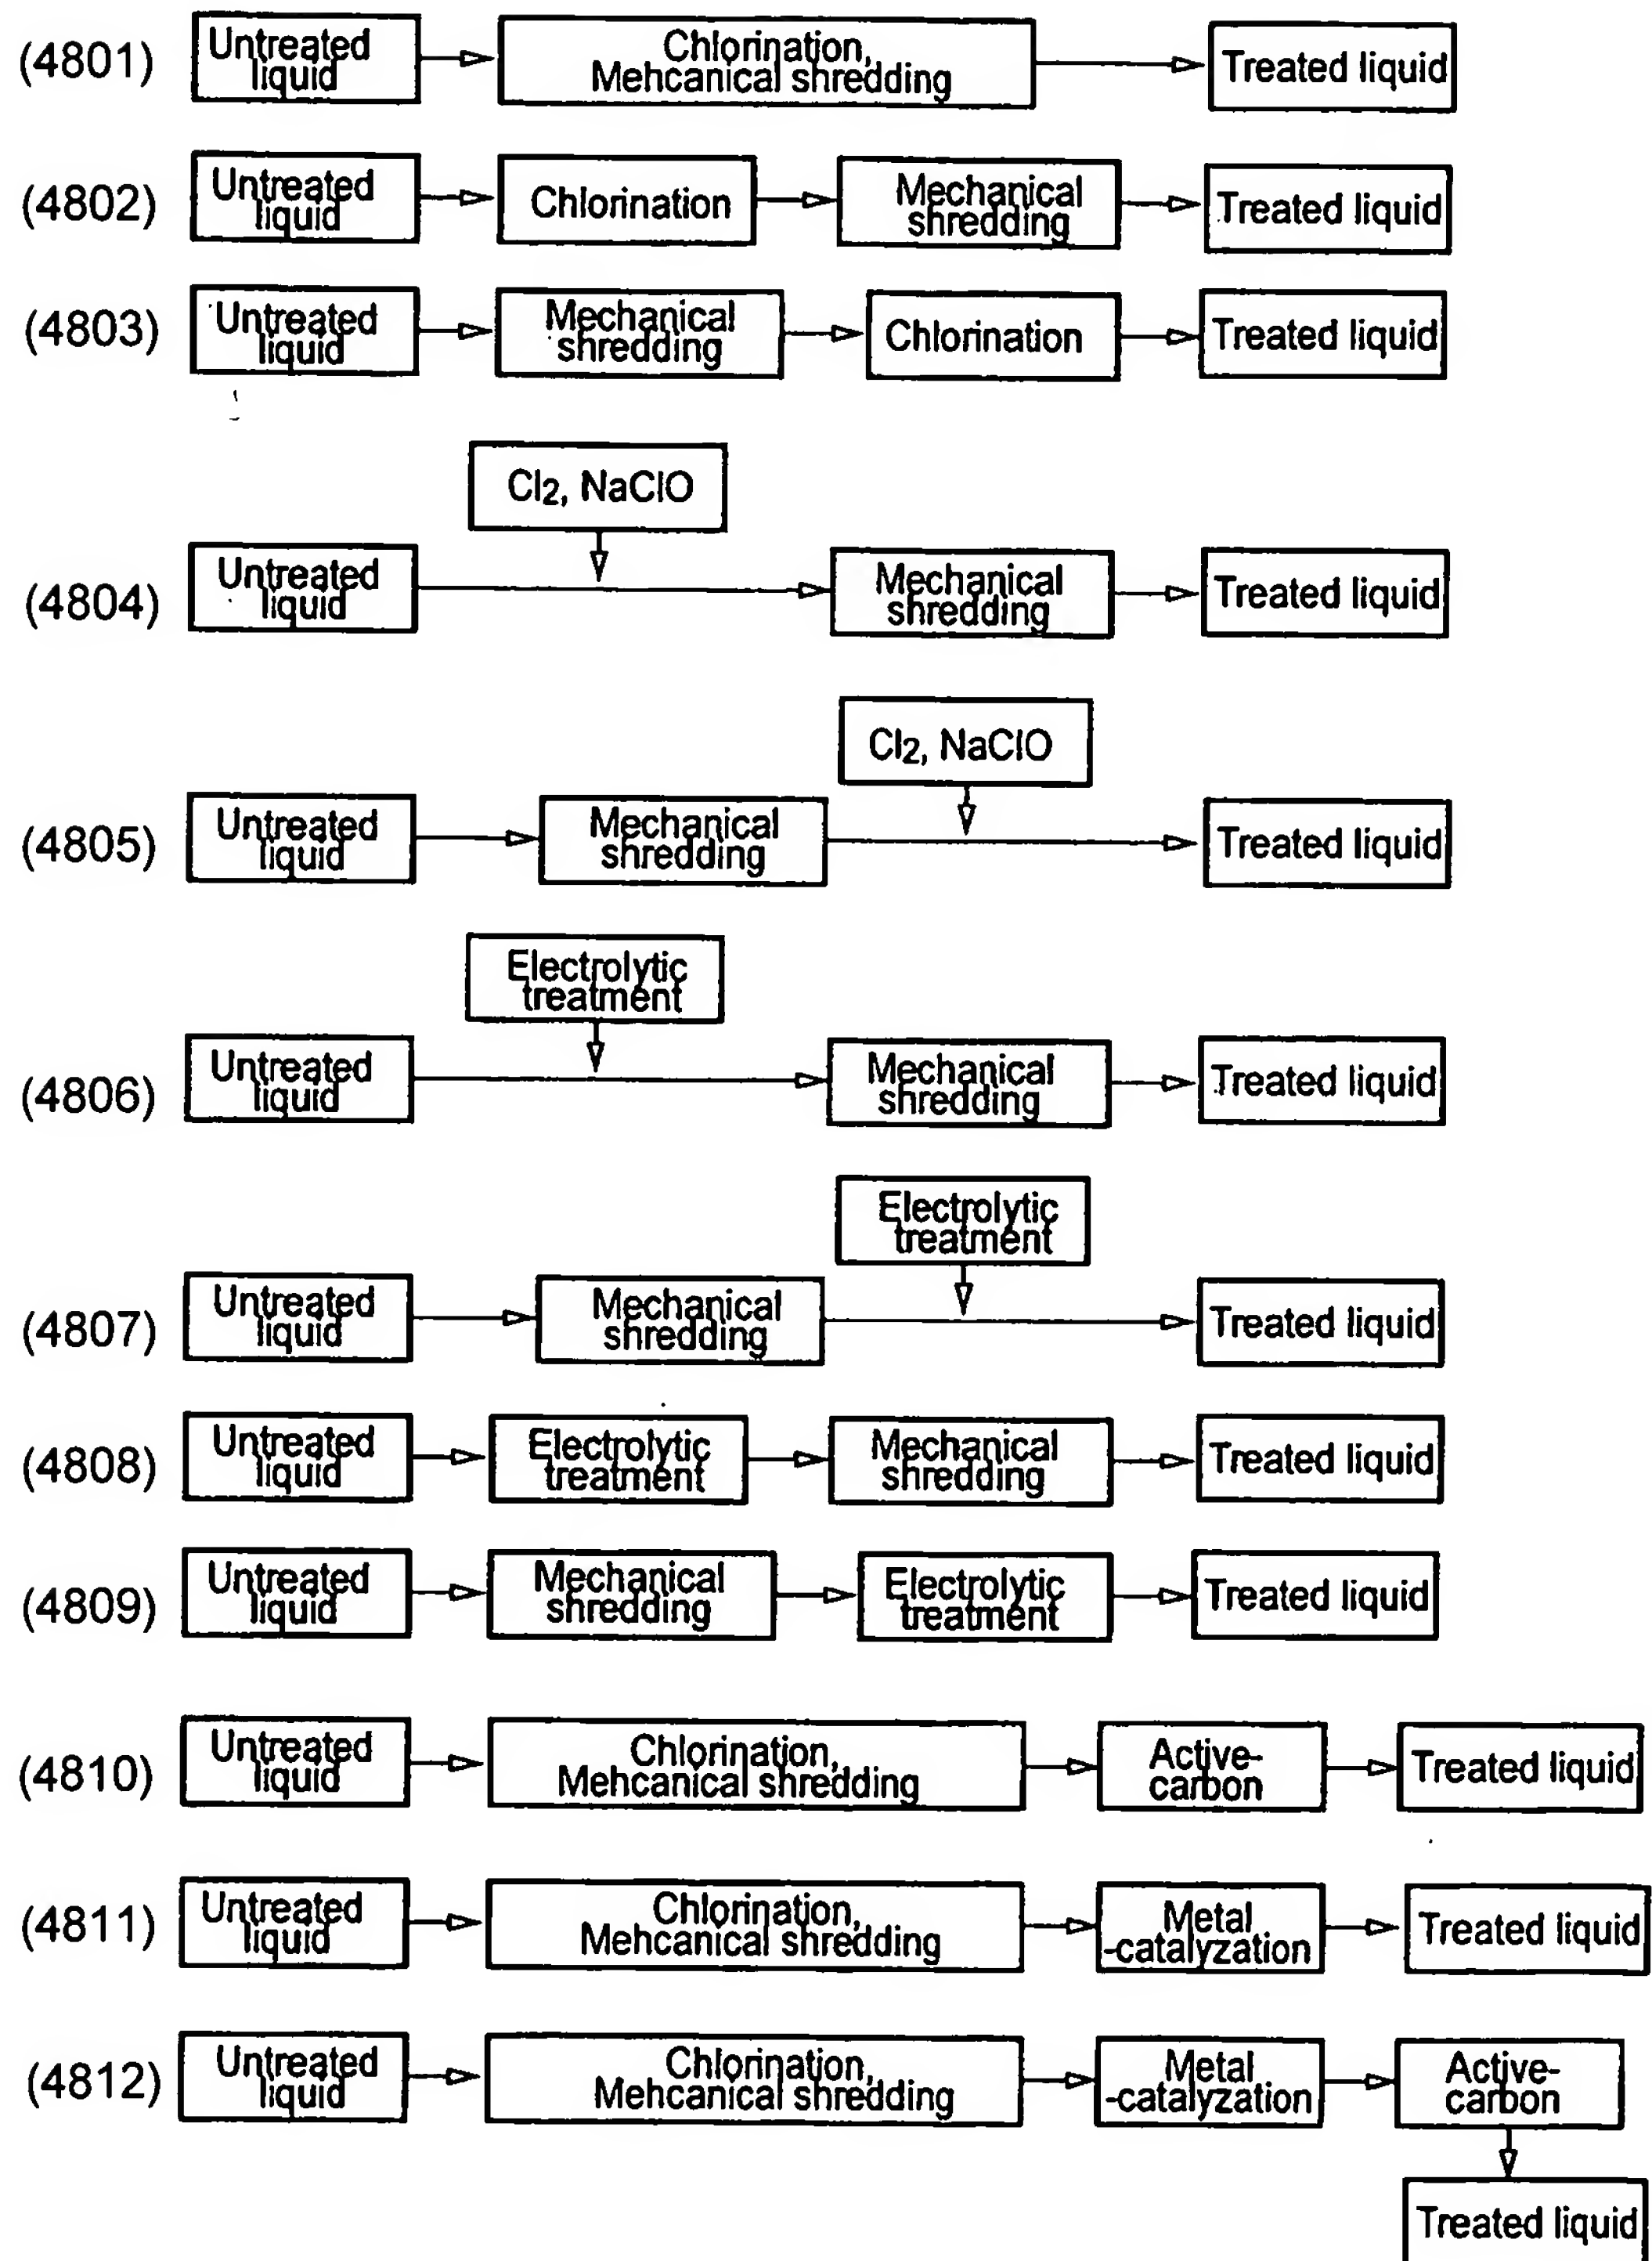 (4801)
Untreated
liquid
Chlorination,
Mehcanical shredding
Treated liquid
(4802)
Untreated
liquid
Chlorination
Mechanical
shredding
Treated liquid
(4803)
Untreated
liquid
Mechanical
shredding
Chlorination
Treated liquid
Cl2, NaClO
(4804)
Untreated
liquid
Mechanical
shredding
Treated liquid
Cl2, NaClO
(4805)
Untreated
liquid
Mechanical
shredding
Treated liquid
Electrolytic
treatment
(4806)
Untreated
liquid
Mechanical
shredding
Treated liquid
Electrolytic
treatment
(4807)
Untreated
liquid
Mechanical
shredding
Treated liquid
(4808)
Untreated
liquid
Electrolytic
treatment
Mechanical
shredding
Treated liquid
(4809)
Untreated
liquid
Mechanical
shredding
Electrolytic
treatment
Treated liquid
(4810)
Untreated
liquid
Chlorination,
Mehcanical shredding
Active-
carbon
Treated liquid
(4811)
Untreated
liquid
Chlorination,
Mehcanical shredding
Metal
-catalyzation
Treated liquid
(4812)
Untreated
liquid
Chlorination,
Mehcanical shredding
Metal
-catalyzation
Active-
carbon
Treated liquid